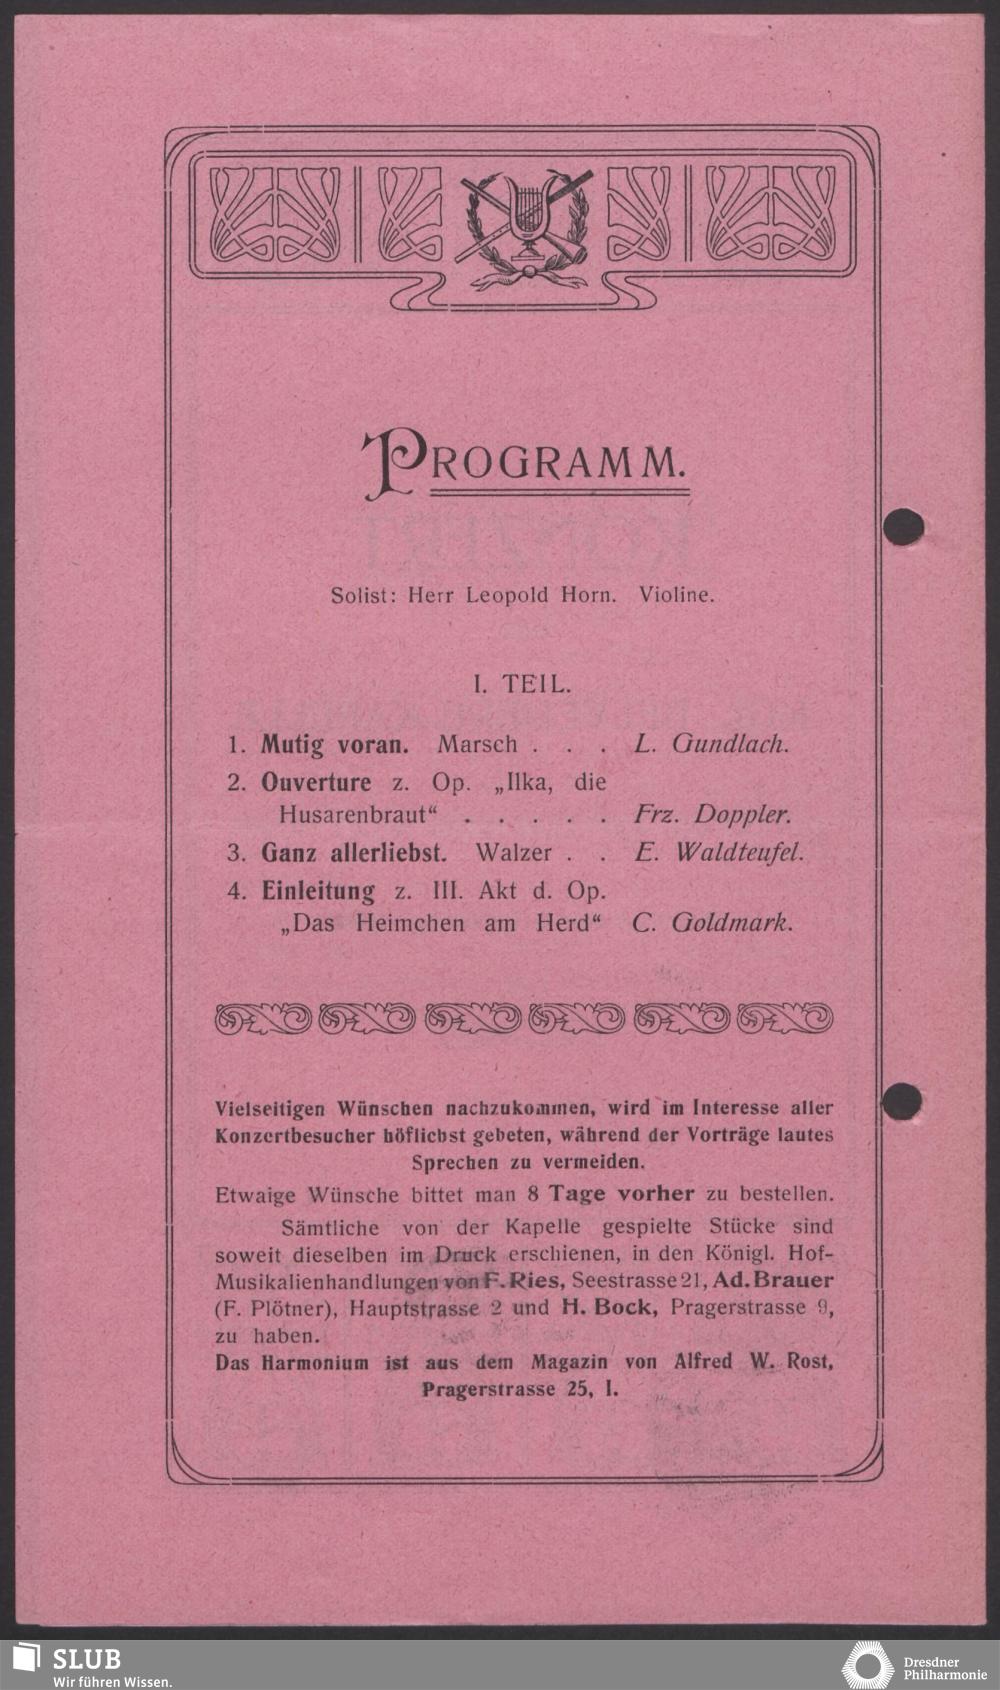 PROGRAMM.
Solist: Herr Leopold Horn. Violine.
I. TEIL.
1. Mutig voran. Marsch . . . L. Gundlach.
2. Ouverture z. Op. „Ilka, die
Husarenbraut“ . . . . . Frz. Doppler.
3. Ganz allerliebst. Walzer . . E. Waldteufel.
4. Einleitung z. III. Akt d. Op.
„Das Heimchen am Herd“ C. Goldmark.
Vielseitigen Wünschen nachzukommen, wird im Interesse aller
Konzertbesucher höflichst gebeten, während der Vorträge lautes
Sprechen zu vermeiden.
Etwaige Wünsche bittet man 8 Tage vorher zu bestellen.
Sämtliche von der Kapelle gespielte Stücke sind
soweit dieselben im Druck erschienen, in den Königl. Hof-
Musikalienhandlungen von F. Ries, Seestrasse 21, Ad. Brauer
(F. Plötner), Hauptstrasse 2 und H. Bock, Pragerstrasse 9,
zu haben.
Das Harmonium ist aus dem Magazin von Alfred W. Rost,
Pragerstrasse 25, I.
SLUB
Wir führen Wissen.
Dresdner
Philharmonie